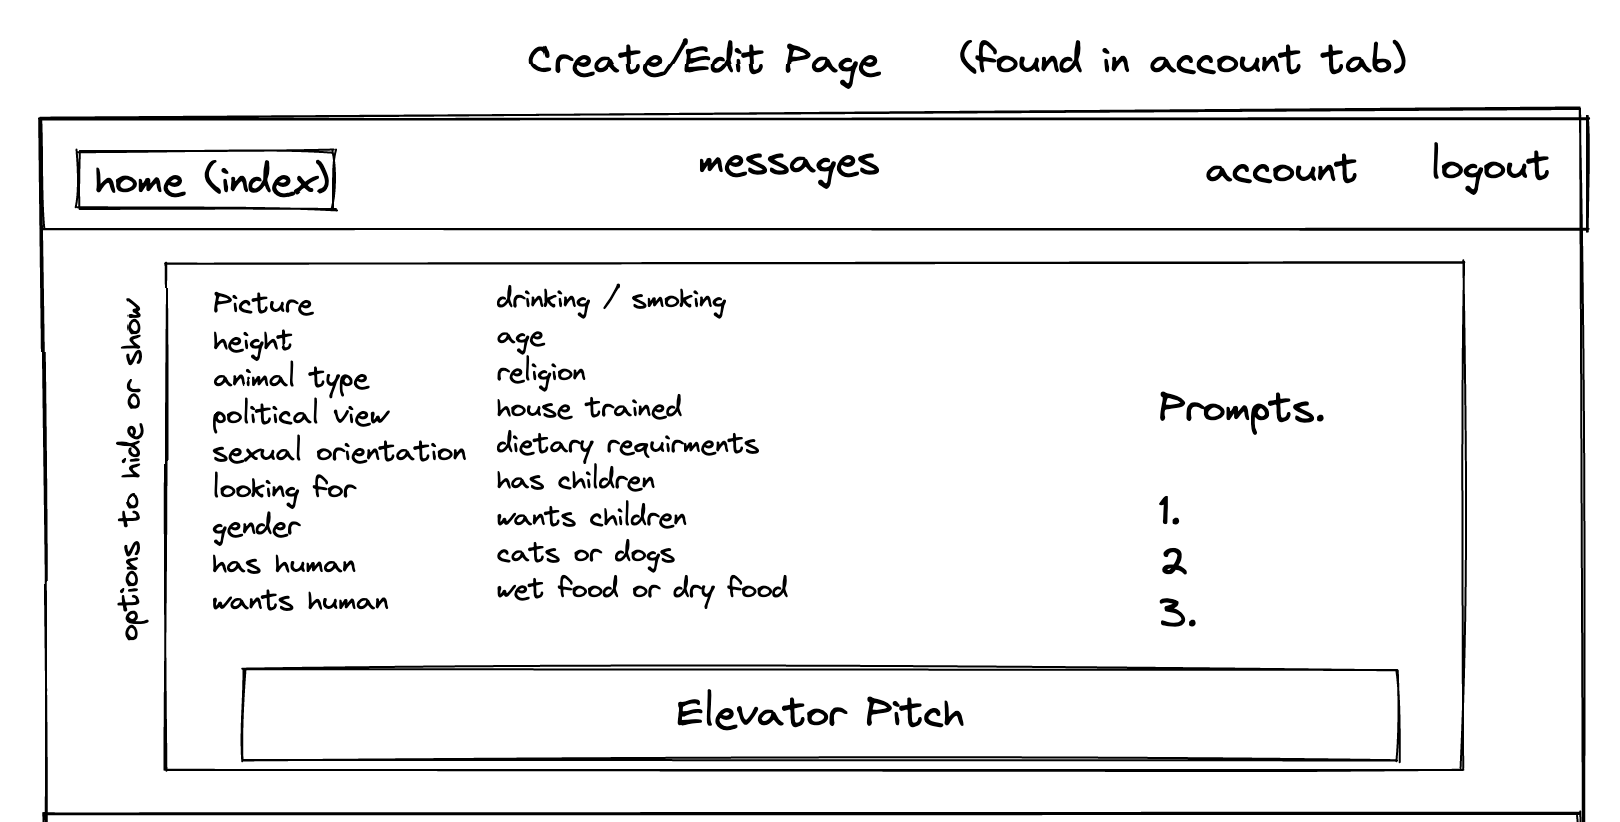 Create/Edit Page (found in account tab)
home (index) messages account logout
options to hide or show
Picture
height
animal type
political view
sexual orientation
looking for
gender
has human
wants human
drinking / smoking
age
religion
house trained
dietary requirments
has children
wants children
cats or dogs
wet food or dry food
Prompts.
1.
2
3.
Elevator Pitch